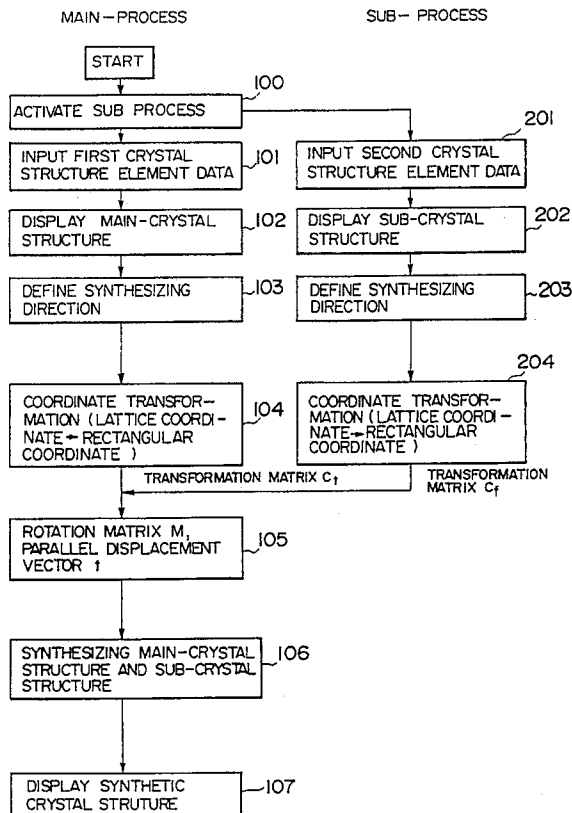 MAIN-PROCESS
SUB- PROCESS
START
100
ACTIVATE SUB PROCESS
101
INPUT FIRST CRYSTAL
STRUCTURE ELEMENT DATA
201
INPUT SECOND CRYSTAL
STRUCTURE ELEMENT DATA
102
DISPLAY MAIN-CRYSTAL
STRUCTURE
202
DISPLAY SUB-CRYSTAL
STRUCTURE
103
DEFINE SYNTHESIZING
DIRECTION
203
DEFINE SYNTHESIZING
DIRECTION
104
COORDINATE TRANSFOR-
MATION (LATTICE COORDI-
NATE → RECTANGULAR
COORDINATE )
204
COORDINATE TRANSFOR-
MATION (LATTICE COORDI-
NATE → RECTANGULAR
COORDINATE )
TRANSFORMATION MATRIX Ct
TRANSFORMATION
MATRIX Cf
105
ROTATION MATRIX M,
PARALLEL DISPLACEMENT
VECTOR t
106
SYNTHESIZING MAIN-CRYSTAL
STRUCTURE AND SUB-CRYSTAL
STRUCTURE
107
DISPLAY SYNTHETIC
CRYSTAL STRUTURE